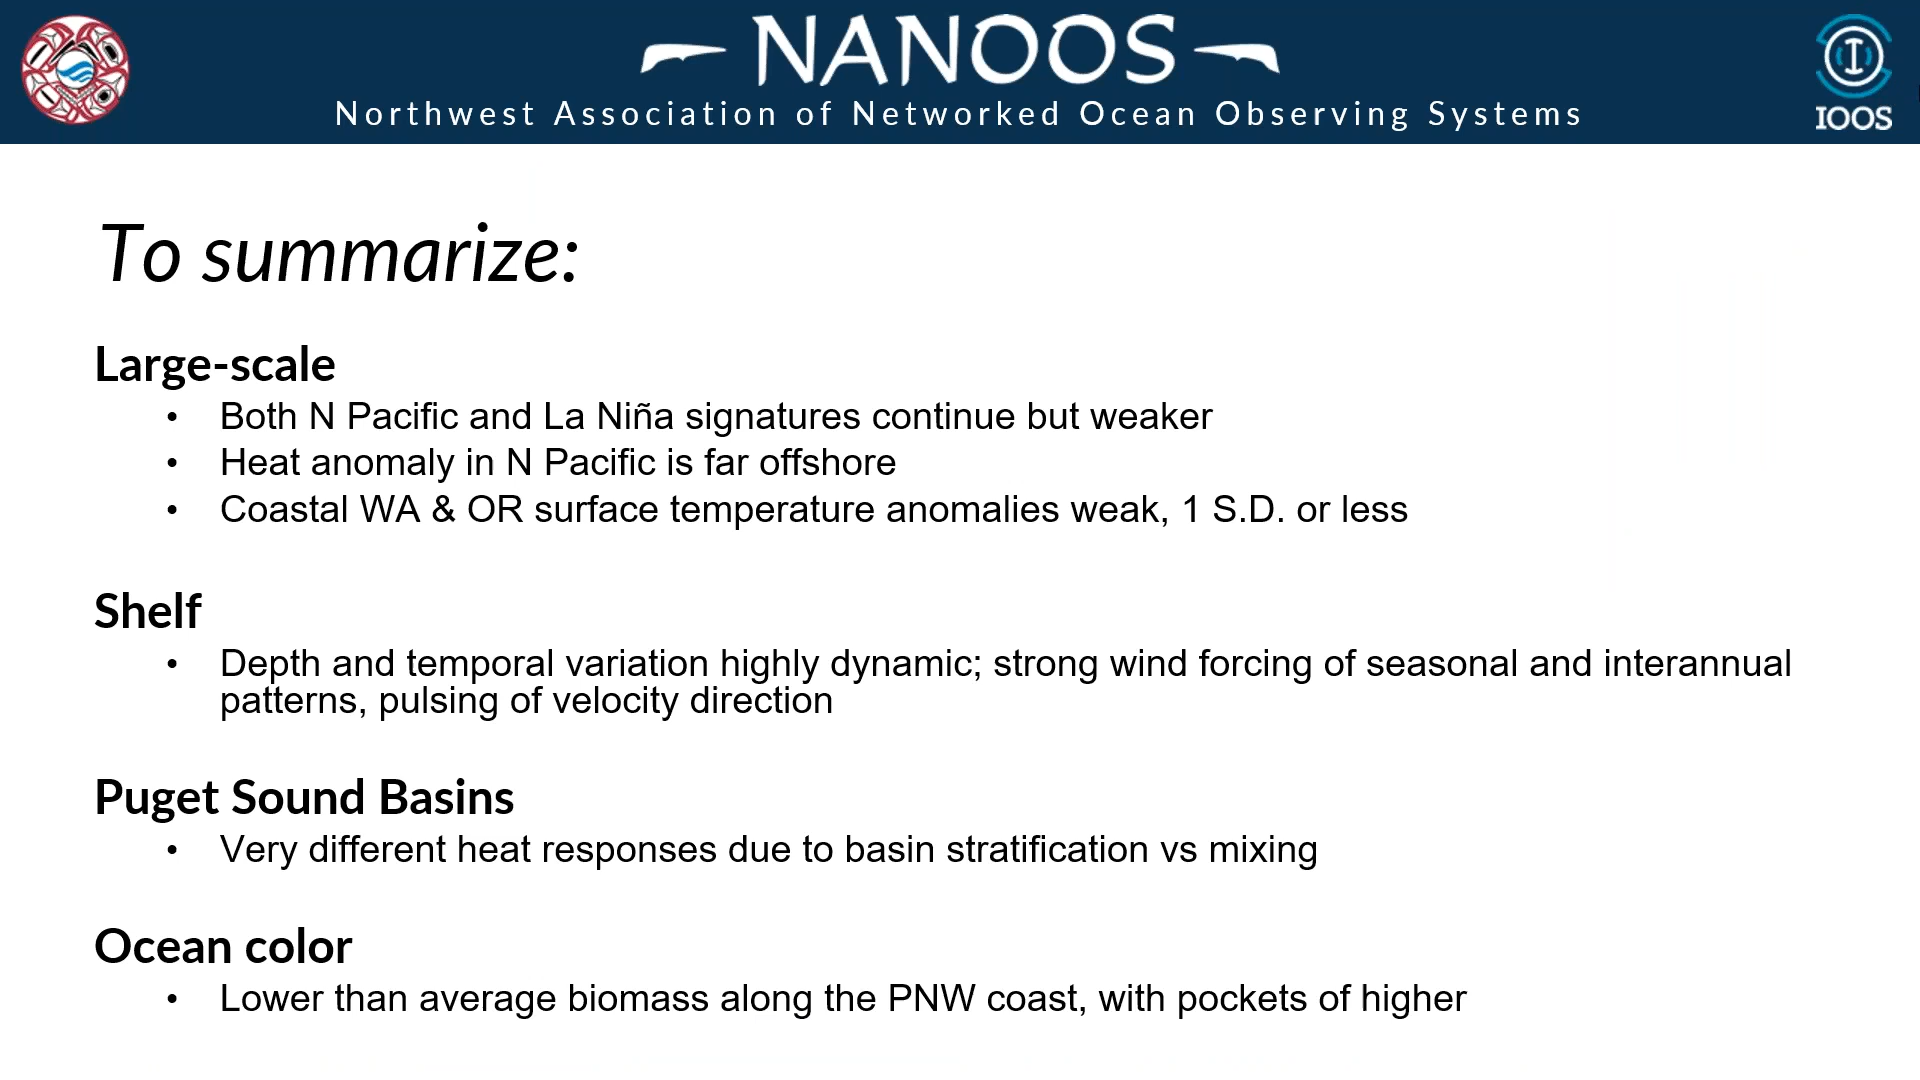 NANOOS
Northwest Association of Networked Ocean Observing Systems
IOOS
To summarize:
Large-scale
• Both N Pacific and La Niña signatures continue but weaker
• Heat anomaly in N Pacific is far offshore
• Coastal WA & OR surface temperature anomalies weak, 1 S.D. or less
Shelf
• Depth and temporal variation highly dynamic; strong wind forcing of seasonal and interannual
patterns, pulsing of velocity direction
Puget Sound Basins
• Very different heat responses due to basin stratification vs mixing
Ocean color
• Lower than average biomass along the PNW coast, with pockets of higher